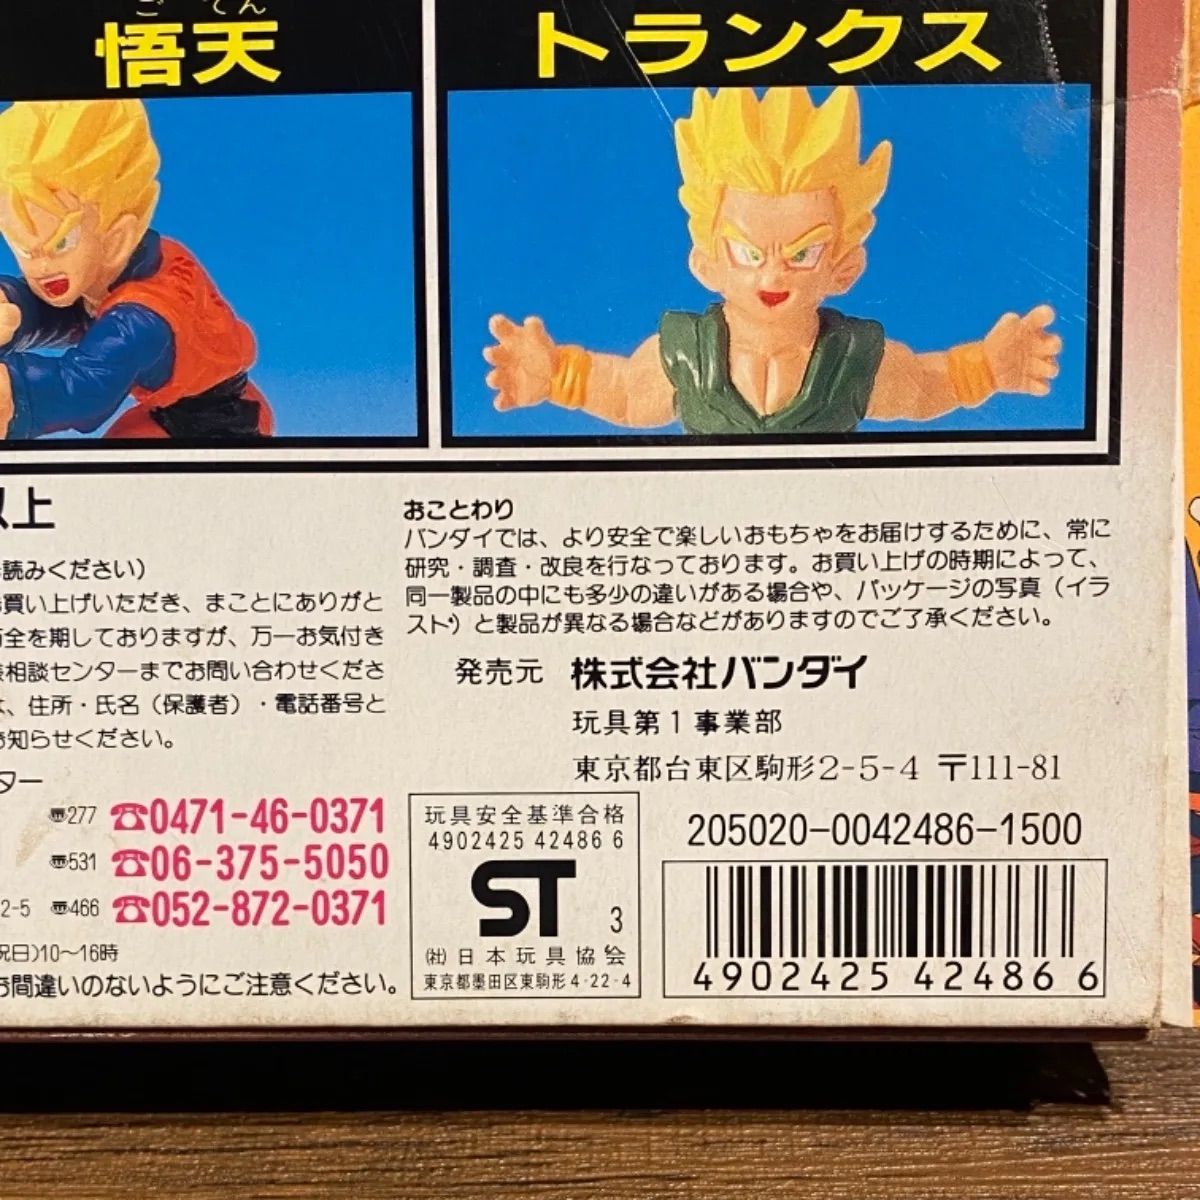 ごてん
悟天
トランクス
以上
読みください）
買い上げいただき、まことにありがと
全を期しておりますが、万一お気付き
相談センターまでお問い合わせくださ
、住所・氏名（保護者）・電話番号と
お知らせください。
ター
277 ☎0471-46-0371
531 ☎06-375-5050
2-5 466 ☎052-872-0371
祝日)10～16時
お間違いのないようにご注意ください。
おことわり
バンダイでは、より安全で楽しいおもちゃをお届けするために、常に
研究・調査・改良を行なっております。お買い上げの時期によって、
同一製品の中にも多少の違いがある場合や、パッケージの写真（イラ
スト）と製品が異なる場合などがありますのでご了承ください。
発売元 株式会社バンダイ
玩具第1事業部
東京都台東区駒形2-5-4 〒111-81
玩具安全基準合格
4902425 42486 6
ST 3
㈳日本玩具協会
東京都墨田区東駒形4-22-4
205020-0042486-1500
4902425 42486 6